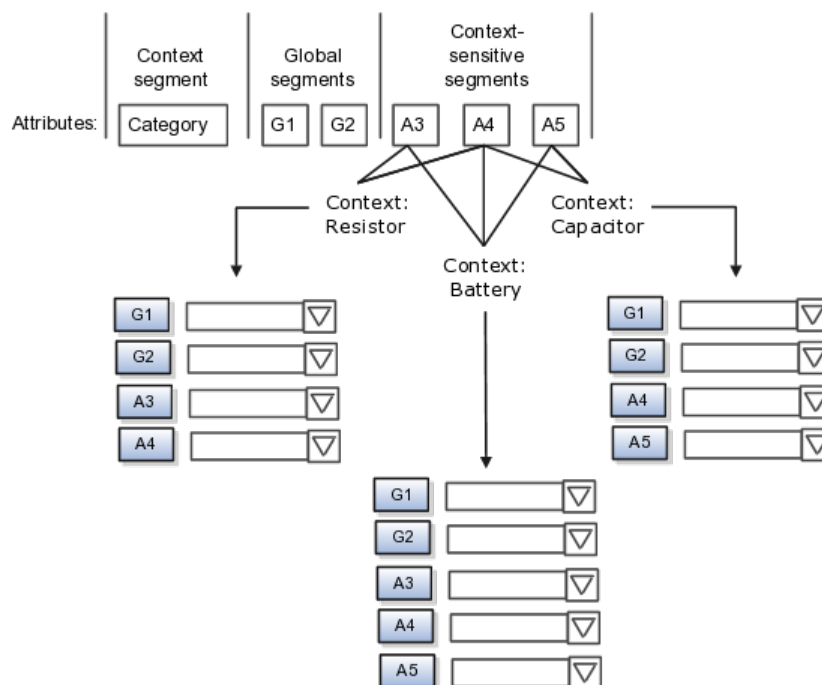 Context
segment
Global
segments
Context-
sensitive
segments
Attributes:
Category
G1
G2
A3
A4
A5
Context:
Resistor
Context:
Battery
Context:
Capacitor
G1
G2
A3
A4
G1
G2
A3
A4
A5
G1
G2
A4
A5